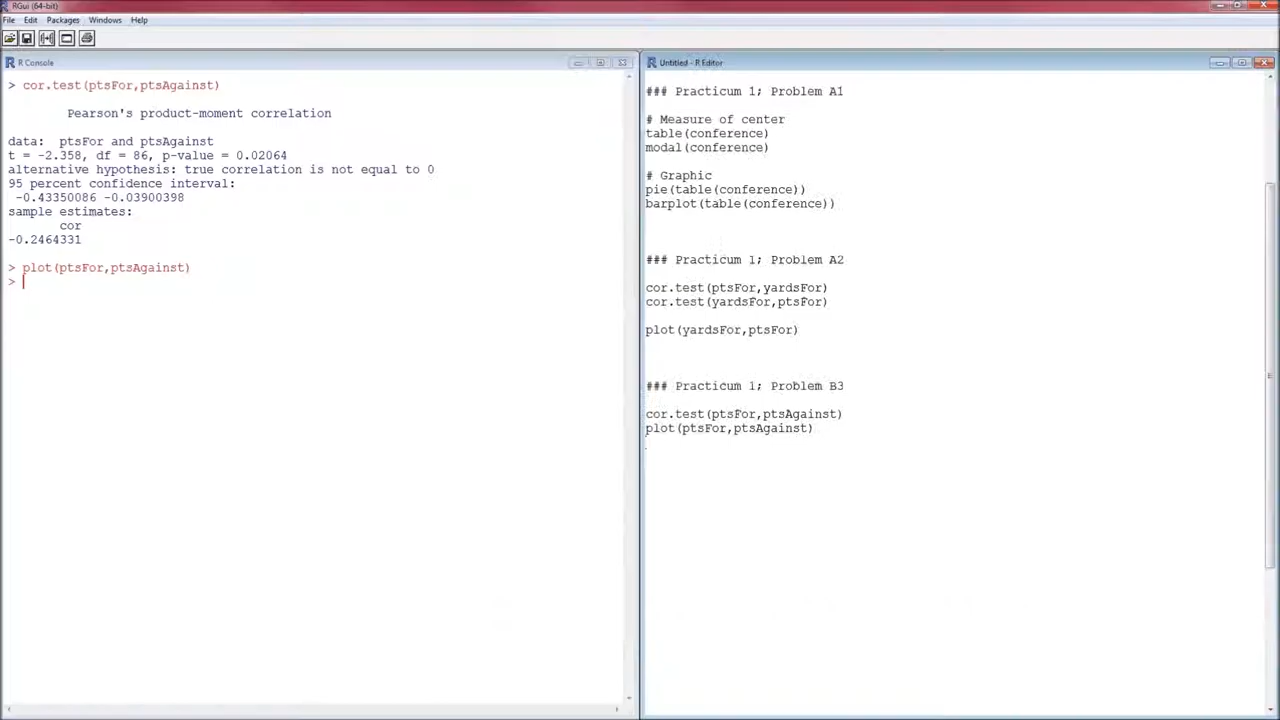 RGui (64-bit)
File Edit Packages Windows Help
R Console
> cor.test(ptsFor,ptsAgainst)
Pearson's product-moment correlation
data: ptsFor and ptsAgainst
t = -2.358, df = 86, p-value = 0.02064
alternative hypothesis: true correlation is not equal to 0
95 percent confidence interval:
-0.43350086 -0.03900398
sample estimates:
cor
-0.2464331
> plot(ptsFor,ptsAgainst)
>
Untitled - R Editor
### Practicum 1; Problem A1
# Measure of center
table(conference)
modal(conference)
# Graphic
pie(table(conference))
barplot(table(conference))
### Practicum 1; Problem A2
cor.test(ptsFor,yardsFor)
cor.test(yardsFor,ptsFor)
plot(yardsFor,ptsFor)
### Practicum 1; Problem B3
cor.test(ptsFor,ptsAgainst)
plot(ptsFor,ptsAgainst)